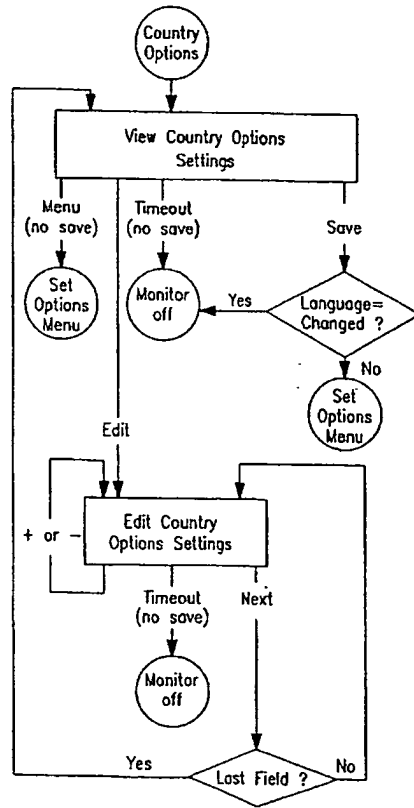 Country
Options
View Country Options
Settings
Menu
(no save)
Timeout
(no save)
Save
Set
Options
Menu
Monitor
off
Yes
Language=
Changed ?
No
Set
Options
Menu
Edit
+ or -
Edit Country
Options Settings
Timeout
(no save)
Next
Monitor
off
Yes
Last Field ?
No